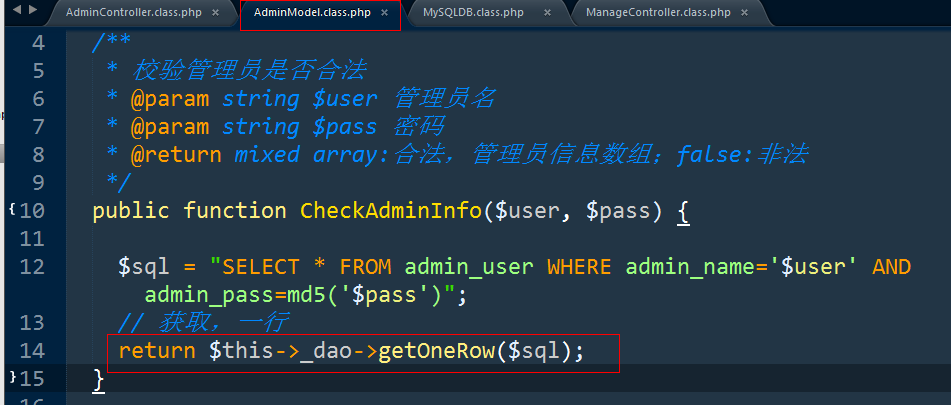 AdminController.class.php × AdminModel.class.php × MySQLDB.class.php × ManageController.class.php ×
4 /**
5 * 校验管理员是否合法
6 * @param string $user 管理员名
7 * @param string $pass 密码
8 * @return mixed array:合法，管理员信息数组；false:非法
9 */
{10 public function CheckAdminInfo($user, $pass) {
11
12 $sql = "SELECT * FROM admin_user WHERE admin_name='$user' AND
admin_pass=md5('$pass')";
13 // 获取，一行
14 return $this->_dao->getOneRow($sql);
}15 }
16